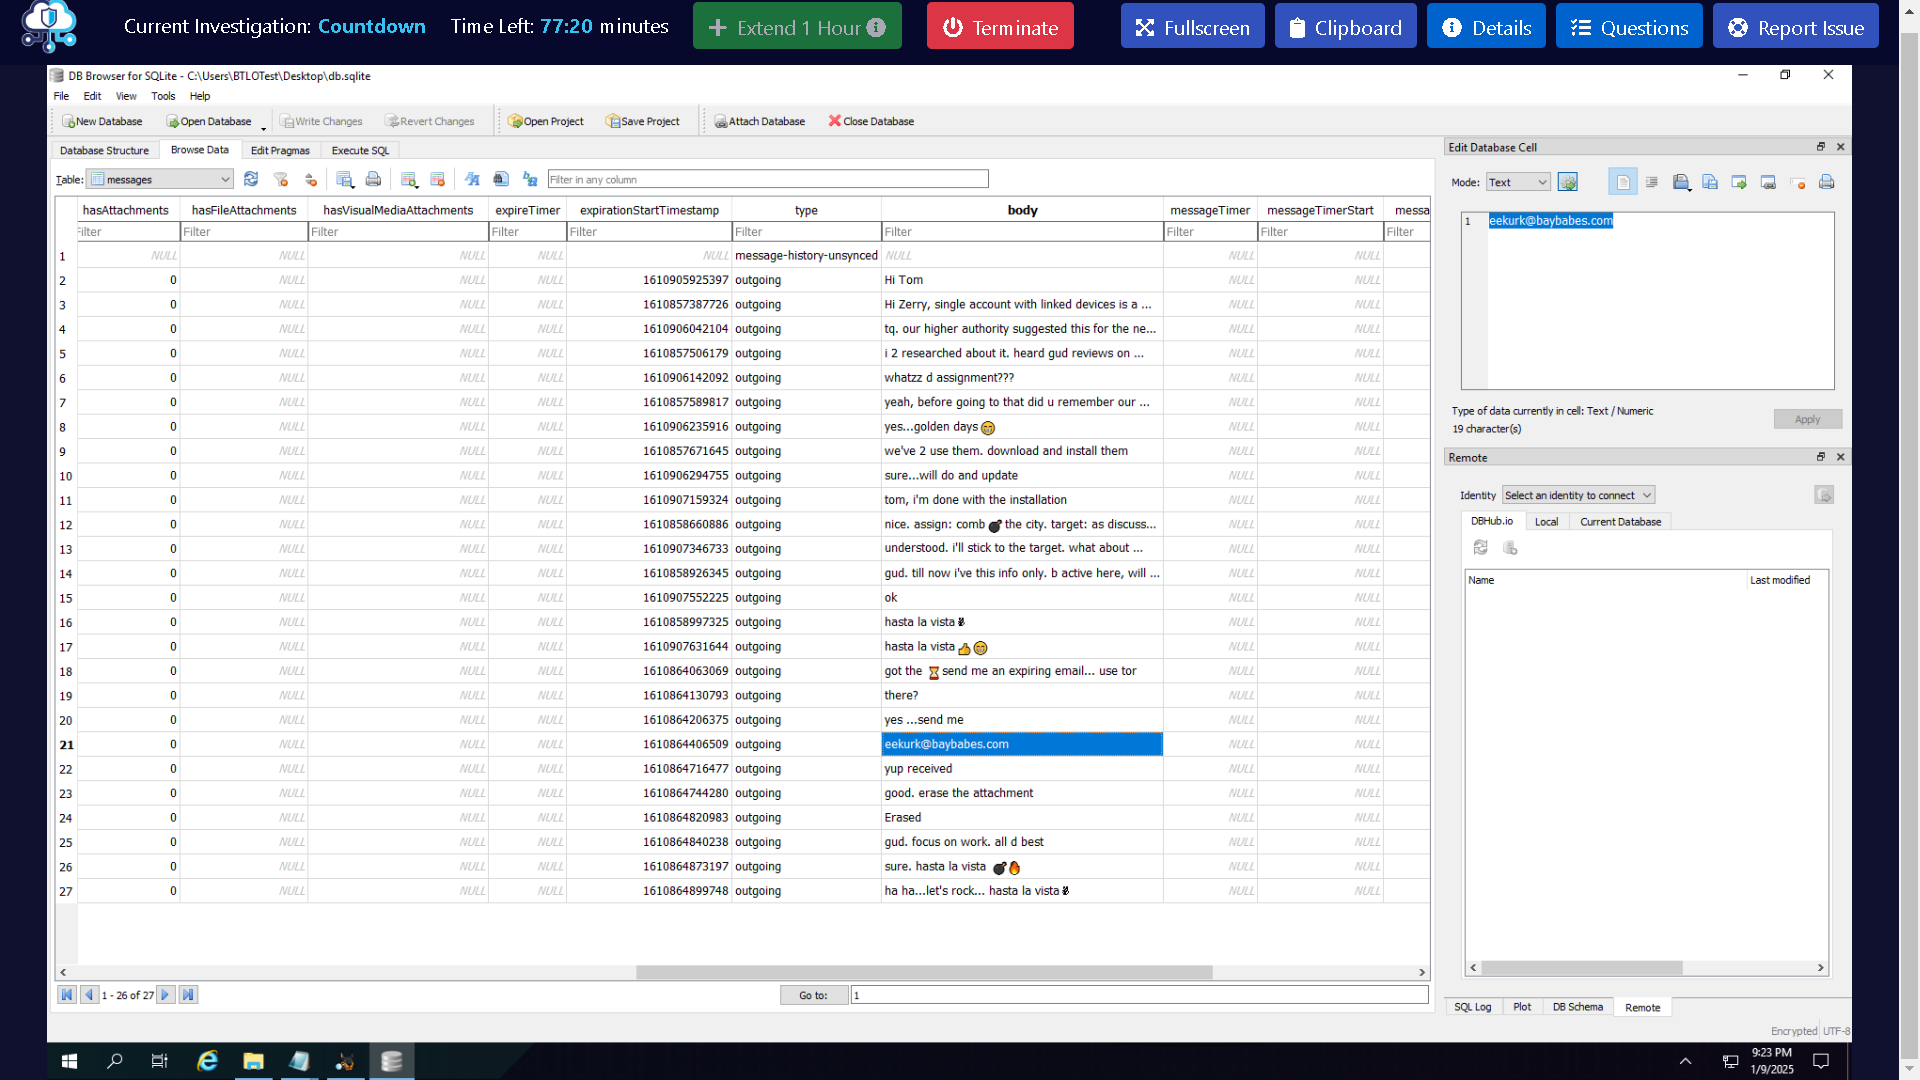 Current Investigation: Countdown Time Left: 77:20 minutes Extend 1 Hour Terminate Fullscreen Clipboard Details Questions Report Issue
DB Browser for SQLite - C:\Users\BTLOTest\Desktop\db.sqlite
File Edit View Tools Help
New Database Open Database Write Changes Revert Changes Open Project Save Project Attach Database Close Database
Database Structure Browse Data Edit Pragmas Execute SQL
Table: messages Filter in any column
hasAttachments hasFileAttachments hasVisualMediaAttachments expireTimer expirationStartTimestamp type body messageTimer messageTimerStart messa
Filter Filter Filter Filter Filter Filter Filter Filter Filter Filter
1 NULL NULL NULL NULL NULL message-history-unsynced NULL NULL NULL
2 0 NULL NULL NULL 1610905925397 outgoing Hi Tom NULL NULL
3 0 NULL NULL NULL 1610857387726 outgoing Hi Zerry, single account with linked devices is a ... NULL NULL
4 0 NULL NULL NULL 1610906042104 outgoing tq. our higher authority suggested this for the ne... NULL NULL
5 0 NULL NULL NULL 1610857506179 outgoing i 2 researched about it. heard gud reviews on ... NULL NULL
6 0 NULL NULL NULL 1610906142092 outgoing whatzz d assignment??? NULL NULL
7 0 NULL NULL NULL 1610857589817 outgoing yeah, before going to that did u remember our ... NULL NULL
8 0 NULL NULL NULL 1610906235916 outgoing yes...golden days 😁 NULL NULL
9 0 NULL NULL NULL 1610857671645 outgoing we've 2 use them. download and install them NULL NULL
10 0 NULL NULL NULL 1610906294755 outgoing sure...will do and update NULL NULL
11 0 NULL NULL NULL 1610907159324 outgoing tom, i'm done with the installation NULL NULL
12 0 NULL NULL NULL 1610858660886 outgoing nice. assign: comb 💣 the city. target: as discuss... NULL NULL
13 0 NULL NULL NULL 1610907346733 outgoing understood. i'll stick to the target. what about ... NULL NULL
14 0 NULL NULL NULL 1610858926345 outgoing gud. till now i've this info only. b active here, will ... NULL NULL
15 0 NULL NULL NULL 1610907552225 outgoing ok NULL NULL
16 0 NULL NULL NULL 1610858997325 outgoing hasta la vista✌ NULL NULL
17 0 NULL NULL NULL 1610907631644 outgoing hasta la vista 👍😁 NULL NULL
18 0 NULL NULL NULL 1610864063069 outgoing got the ⏳ send me an expiring email... use tor NULL NULL
19 0 NULL NULL NULL 1610864130793 outgoing there? NULL NULL
20 0 NULL NULL NULL 1610864206375 outgoing yes ...send me NULL NULL
21 0 NULL NULL NULL 1610864406509 outgoing eekurk@baybabes.com NULL NULL
22 0 NULL NULL NULL 1610864716477 outgoing yup received NULL NULL
23 0 NULL NULL NULL 1610864744280 outgoing good. erase the attachment NULL NULL
24 0 NULL NULL NULL 1610864820983 outgoing Erased NULL NULL
25 0 NULL NULL NULL 1610864840238 outgoing gud. focus on work. all d best NULL NULL
26 0 NULL NULL NULL 1610864873197 outgoing sure. hasta la vista 💣🔥 NULL NULL
27 0 NULL NULL NULL 1610864899748 outgoing ha ha...let's rock... hasta la vista✌ NULL NULL
1 - 26 of 27 Go to: 1
Edit Database Cell
Mode: Text
1 eekurk@baybabes.com
Type of data currently in cell: Text / Numeric
19 character(s) Apply
Remote
Identity Select an identity to connect
DBHub.io Local Current Database
Name Last modified
SQL Log Plot DB Schema Remote
Encrypted UTF-8
9:23 PM
1/9/2025